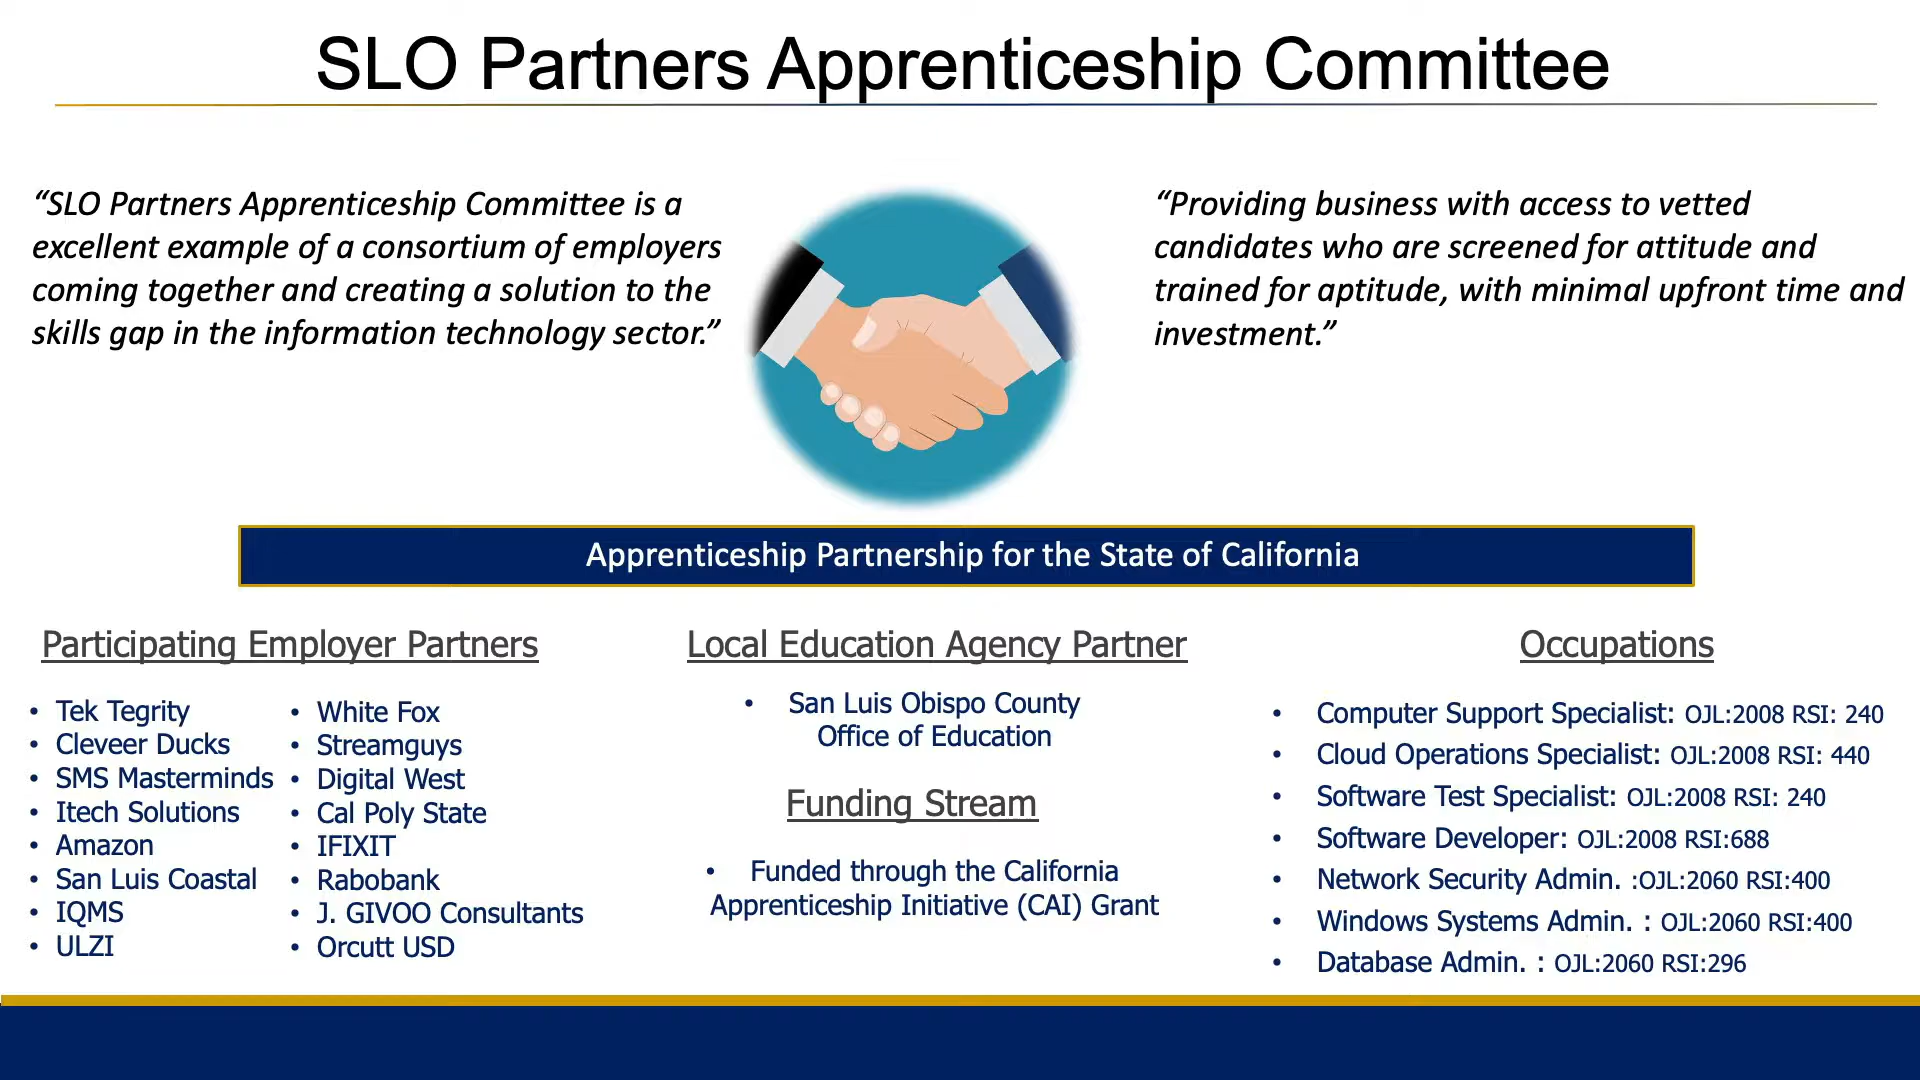 SLO Partners Apprenticeship Committee
“SLO Partners Apprenticeship Committee is a
excellent example of a consortium of employers
coming together and creating a solution to the
skills gap in the information technology sector.”
“Providing business with access to vetted
candidates who are screened for attitude and
trained for aptitude, with minimal upfront time and
investment.”
Apprenticeship Partnership for the State of California
Participating Employer Partners
• Tek Tegrity
• Cleveer Ducks
• SMS Masterminds
• Itech Solutions
• Amazon
• San Luis Coastal
• IQMS
• ULZI
• White Fox
• Streamguys
• Digital West
• Cal Poly State
• IFIXIT
• Rabobank
• J. GIVOO Consultants
• Orcutt USD
Local Education Agency Partner
• San Luis Obispo County
Office of Education
Funding Stream
• Funded through the California
Apprenticeship Initiative (CAI) Grant
Occupations
• Computer Support Specialist: OJL:2008 RSI: 240
• Cloud Operations Specialist: OJL:2008 RSI: 440
• Software Test Specialist: OJL:2008 RSI: 240
• Software Developer: OJL:2008 RSI:688
• Network Security Admin. :OJL:2060 RSI:400
• Windows Systems Admin. : OJL:2060 RSI:400
• Database Admin. : OJL:2060 RSI:296